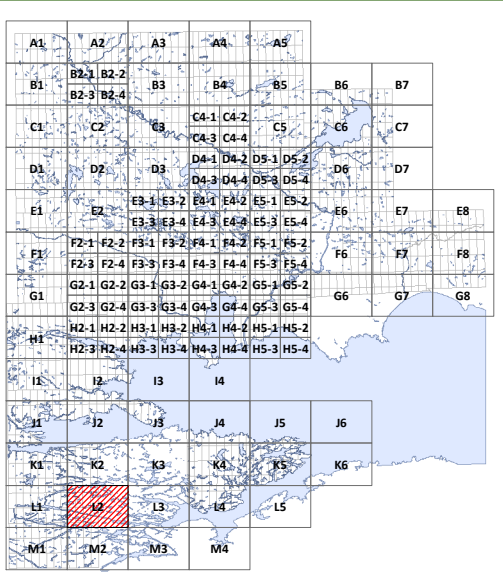 A1 A2 A3 A4 A5
B2-1 B2-2
B1 B3 B4 B5 B6 B7
B2-3 B2-4
C4-1 C4-2
C1 C2 C3 C5 C6 C7
C4-3 C4-4
D4-1 D4-2 D5-1 D5-2
D1 D2 D3 D6 D7
D4-3 D4-4 D5-3 D5-4
E3-1 E3-2 E4-1 E4-2 E5-1 E5-2
E1 E2 E6 E7 E8
E3-3 E3-4 E4-3 E4-4 E5-3 E5-4
F2-1 F2-2 F3-1 F3-2 F4-1 F4-2 F5-1 F5-2
F1 F6 F7 F8
F2-3 F2-4 F3-3 F3-4 F4-3 F4-4 F5-3 F5-4
G2-1 G2-2 G3-1 G3-2 G4-1 G4-2 G5-1 G5-2
G1 G6 G7 G8
G2-3 G2-4 G3-3 G3-4 G4-3 G4-4 G5-3 G5-4
H2-1 H2-2 H3-1 H3-2 H4-1 H4-2 H5-1 H5-2
H1
H2-3 H2-4 H3-3 H3-4 H4-3 H4-4 H5-3 H5-4
I1 I2 I3 I4
J1 J2 J3 J4 J5 J6
K1 K2 K3 K4 K5 K6
L1 L2 L3 L4 L5
M1 M2 M3 M4